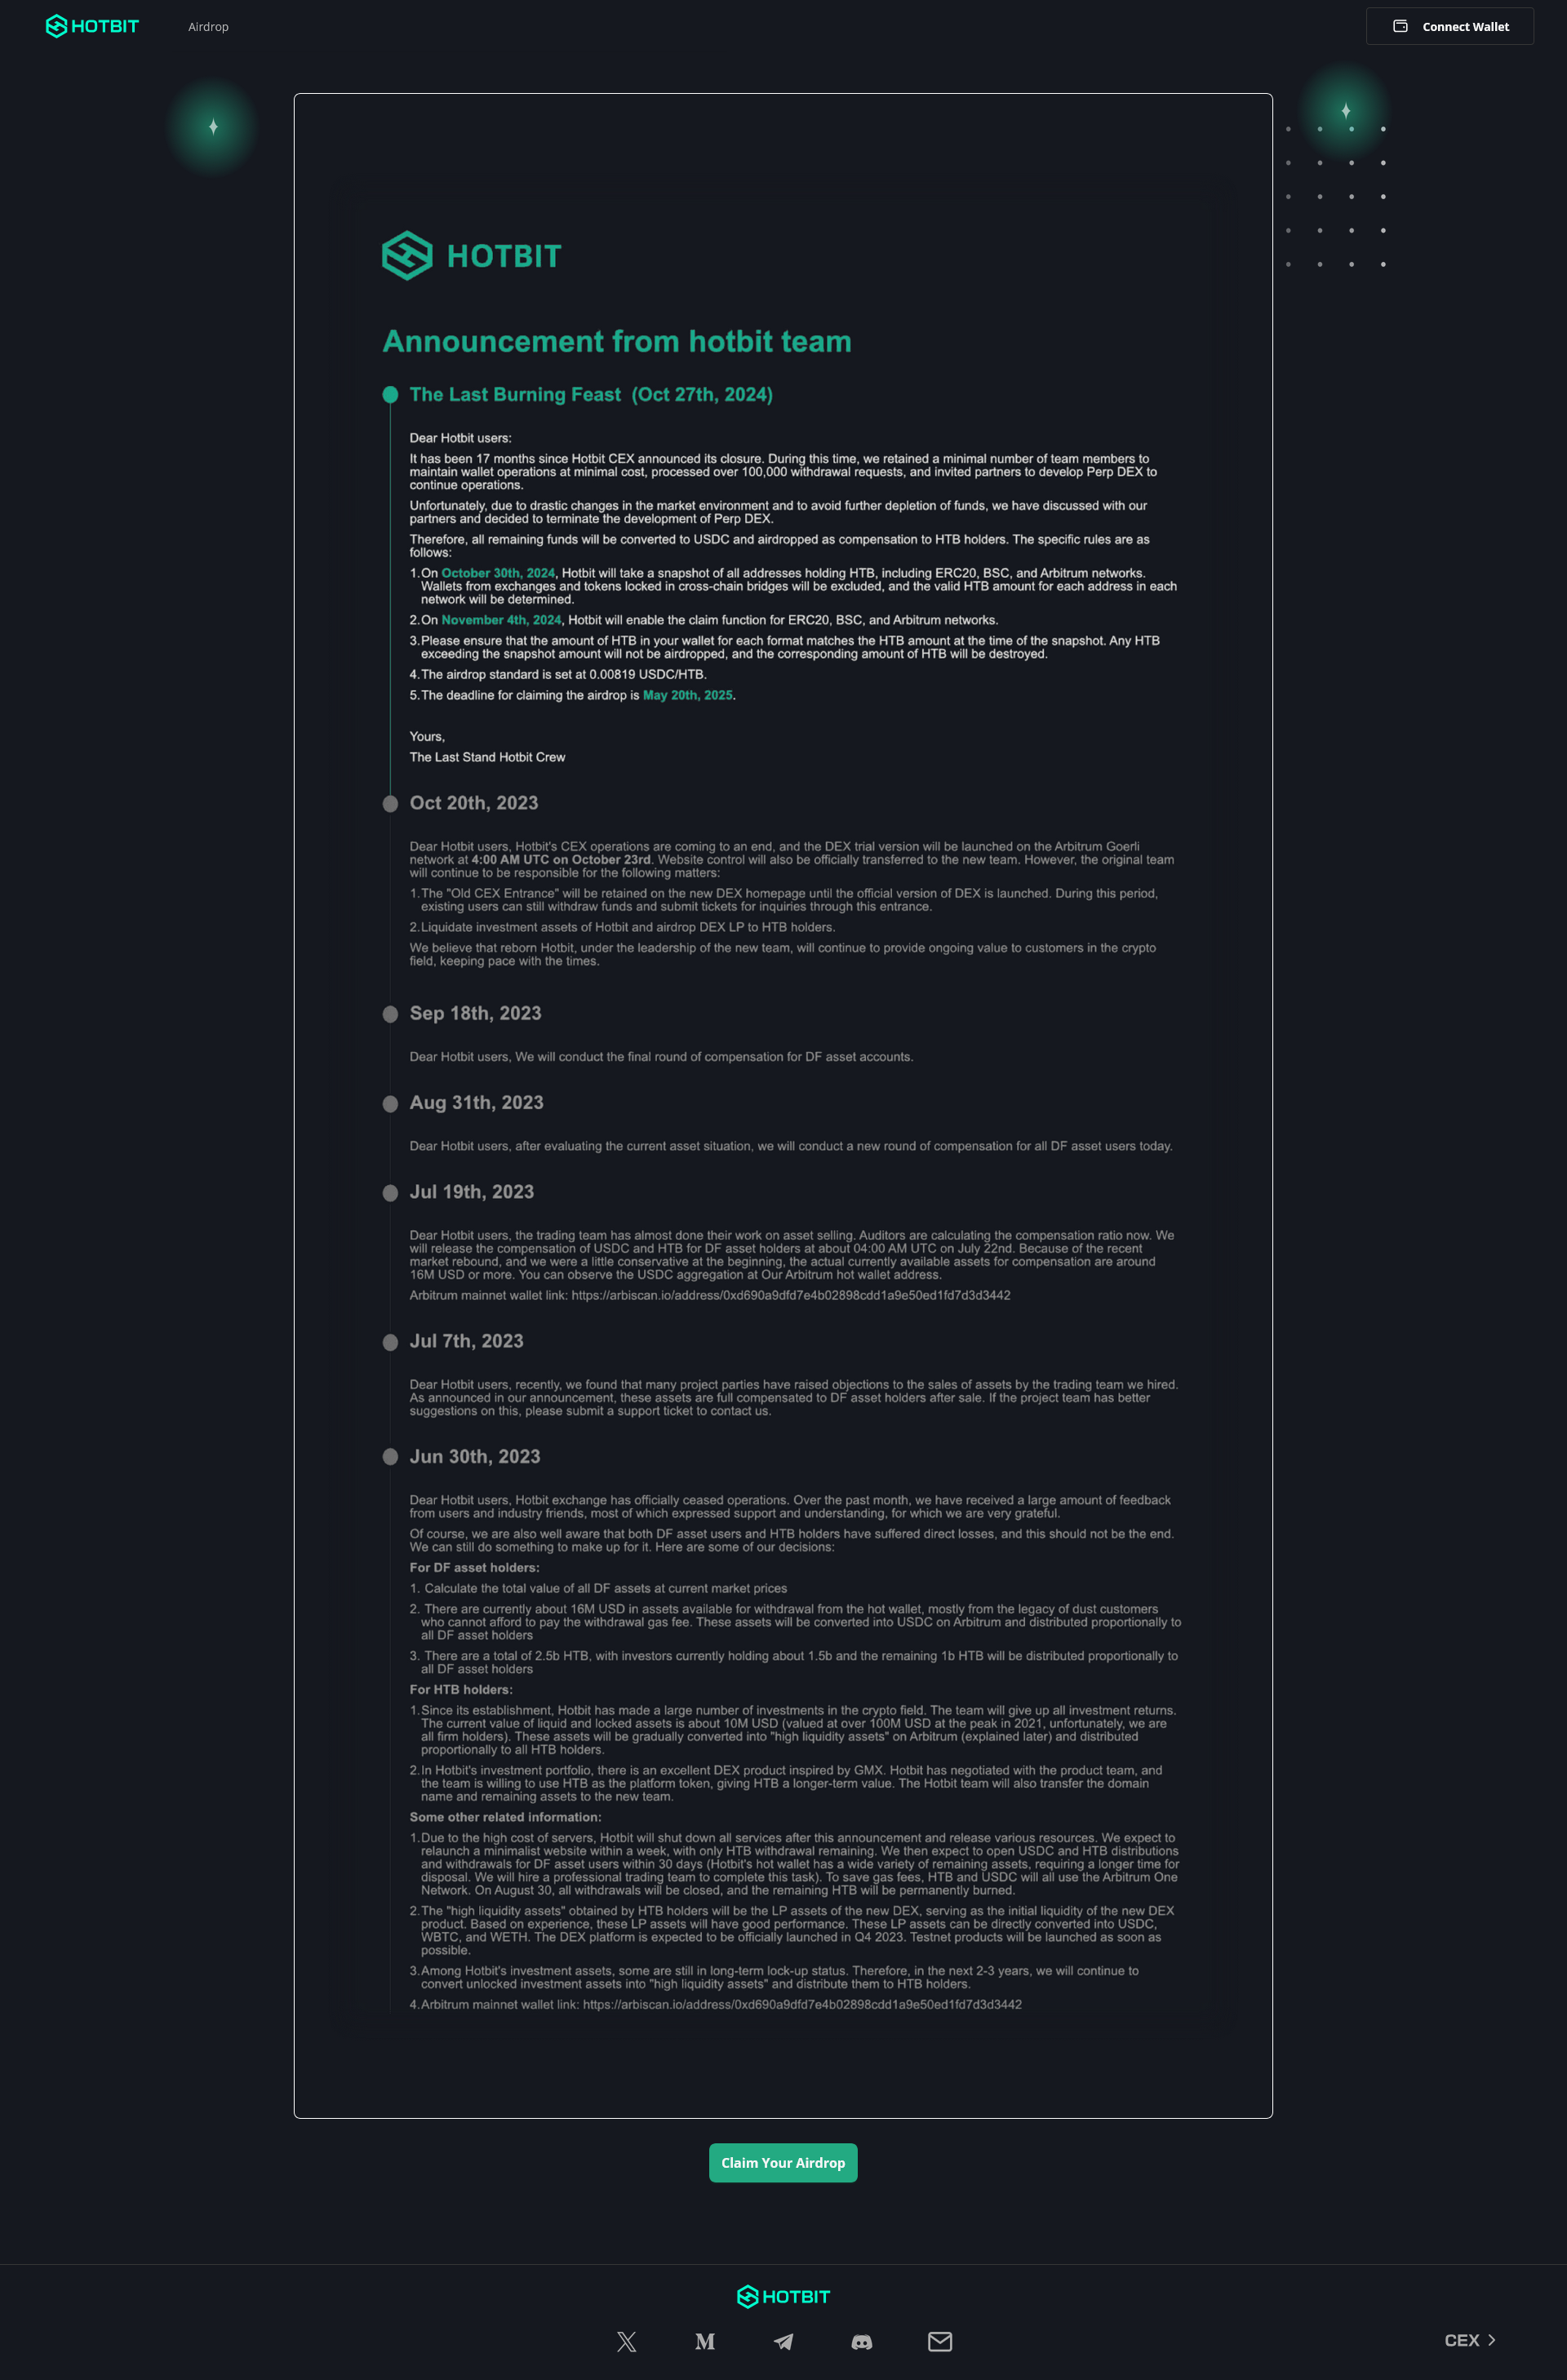 HOTBIT
Airdrop
Connect Wallet
HOTBIT
Announcement from hotbit team
The Last Burning Feast (Oct 27th, 2024)
Dear Hotbit users:
It has been 17 months since Hotbit CEX announced its closure. During this time, we retained a minimal number of team members to
maintain wallet operations at minimal cost, processed over 100,000 withdrawal requests, and invited partners to develop Perp DEX to
continue operations.
Unfortunately, due to drastic changes in the market environment and to avoid further depletion of funds, we have discussed with our
partners and decided to terminate the development of Perp DEX.
Therefore, all remaining funds will be converted to USDC and airdropped as compensation to HTB holders. The specific rules are as
follows:
1.On October 30th, 2024, Hotbit will take a snapshot of all addresses holding HTB, including ERC20, BSC, and Arbitrum networks.
Wallets from exchanges and tokens locked in cross-chain bridges will be excluded, and the valid HTB amount for each address in each
network will be determined.
2.On November 4th, 2024, Hotbit will enable the claim function for ERC20, BSC, and Arbitrum networks.
3.Please ensure that the amount of HTB in your wallet for each format matches the HTB amount at the time of the snapshot. Any HTB
exceeding the snapshot amount will not be airdropped, and the corresponding amount of HTB will be destroyed.
4.The airdrop standard is set at 0.00819 USDC/HTB.
5.The deadline for claiming the airdrop is May 20th, 2025.
Yours,
The Last Stand Hotbit Crew
Oct 20th, 2023
Dear Hotbit users, Hotbit's CEX operations are coming to an end, and the DEX trial version will be launched on the Arbitrum Goerli
network at 4:00 AM UTC on October 23rd. Website control will also be officially transferred to the new team. However, the original team
will continue to be responsible for the following matters:
1.The "Old CEX Entrance" will be retained on the new DEX homepage until the official version of DEX is launched. During this period,
existing users can still withdraw funds and submit tickets for inquiries through this entrance.
2.Liquidate investment assets of Hotbit and airdrop DEX LP to HTB holders.
We believe that reborn Hotbit, under the leadership of the new team, will continue to provide ongoing value to customers in the crypto
field, keeping pace with the times.
Sep 18th, 2023
Dear Hotbit users, We will conduct the final round of compensation for DF asset accounts.
Aug 31th, 2023
Dear Hotbit users, after evaluating the current asset situation, we will conduct a new round of compensation for all DF asset users today.
Jul 19th, 2023
Dear Hotbit users, the trading team has almost done their work on asset selling. Auditors are calculating the compensation ratio now. We
will release the compensation of USDC and HTB for DF asset holders at about 04:00 AM UTC on July 22nd. Because of the recent
market rebound, and we were a little conservative at the beginning, the actual currently available assets for compensation are around
16M USD or more. You can observe the USDC aggregation at Our Arbitrum hot wallet address.
Arbitrum mainnet wallet link: https://arbiscan.io/address/0xd690a9dfd7e4b02898cdd1a9e50ed1fd7d3d3442
Jul 7th, 2023
Dear Hotbit users, recently, we found that many project parties have raised objections to the sales of assets by the trading team we hired.
As announced in our announcement, these assets are full compensated to DF asset holders after sale. If the project team has better
suggestions on this, please submit a support ticket to contact us.
Jun 30th, 2023
Dear Hotbit users, Hotbit exchange has officially ceased operations. Over the past month, we have received a large amount of feedback
from users and industry friends, most of which expressed support and understanding, for which we are very grateful.
Of course, we are also well aware that both DF asset users and HTB holders have suffered direct losses, and this should not be the end.
We can still do something to make up for it. Here are some of our decisions:
For DF asset holders:
1. Calculate the total value of all DF assets at current market prices
2. There are currently about 16M USD in assets available for withdrawal from the hot wallet, mostly from the legacy of dust customers
who cannot afford to pay the withdrawal gas fee. These assets will be converted into USDC on Arbitrum and distributed proportionally to
all DF asset holders
3. There are a total of 2.5b HTB, with investors currently holding about 1.5b and the remaining 1b HTB will be distributed proportionally to
all DF asset holders
For HTB holders:
1.Since its establishment, Hotbit has made a large number of investments in the crypto field. The team will give up all investment returns.
The current value of liquid and locked assets is about 10M USD (valued at over 100M USD at the peak in 2021, unfortunately, we are
all firm holders). These assets will be gradually converted into "high liquidity assets" on Arbitrum (explained later) and distributed
proportionally to all HTB holders.
2.In Hotbit's investment portfolio, there is an excellent DEX product inspired by GMX. Hotbit has negotiated with the product team, and
the team is willing to use HTB as the platform token, giving HTB a longer-term value. The Hotbit team will also transfer the domain
name and remaining assets to the new team.
Some other related information:
1.Due to the high cost of servers, Hotbit will shut down all services after this announcement and release various resources. We expect to
relaunch a minimalist website within a week, with only HTB withdrawal remaining. We then expect to open USDC and HTB distributions
and withdrawals for DF asset users within 30 days (Hotbit's hot wallet has a wide variety of remaining assets, requiring a longer time for
disposal. We will hire a professional trading team to complete this task). To save gas fees, HTB and USDC will all use the Arbitrum One
Network. On August 30, all withdrawals will be closed, and the remaining HTB will be permanently burned.
2.The "high liquidity assets" obtained by HTB holders will be the LP assets of the new DEX, serving as the initial liquidity of the new DEX
product. Based on experience, these LP assets will have good performance. These LP assets can be directly converted into USDC,
WBTC, and WETH. The DEX platform is expected to be officially launched in Q4 2023. Testnet products will be launched as soon as
possible.
3.Among Hotbit's investment assets, some are still in long-term lock-up status. Therefore, in the next 2-3 years, we will continue to
convert unlocked investment assets into "high liquidity assets" and distribute them to HTB holders.
4.Arbitrum mainnet wallet link: https://arbiscan.io/address/0xd690a9dfd7e4b02898cdd1a9e50ed1fd7d3d3442
Claim Your Airdrop
HOTBIT
CEX